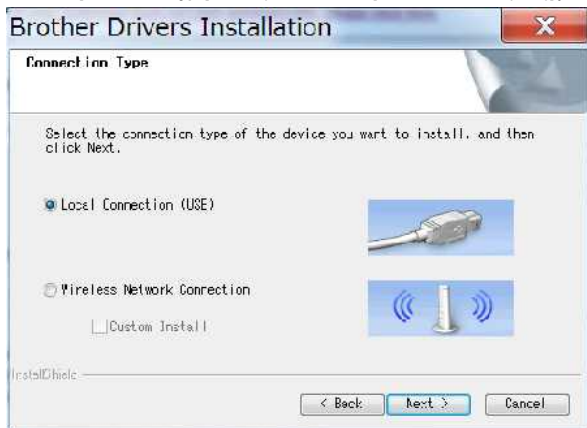 Brother Drivers Installation
Connection Type
Select the connection type of the device you want to install, and then
click Next.
Local Connection (USB)
Wireless Network Connection
Custom Install
InstallShield
< Back
Next >
Cancel